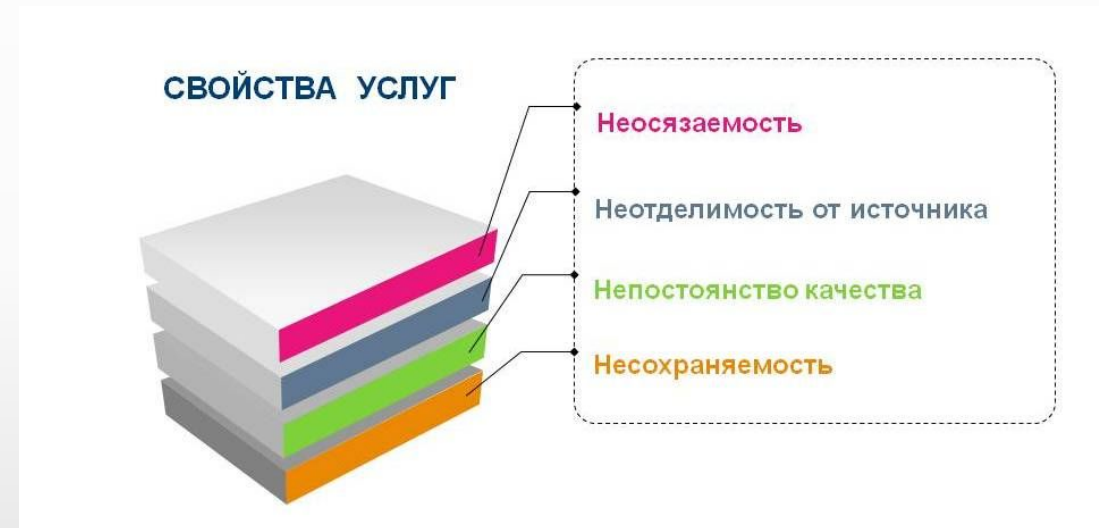 СВОЙСТВА УСЛУГ
Неосязаемость
Неотделимость от источника
Непостоянство качества
Несохраняемость